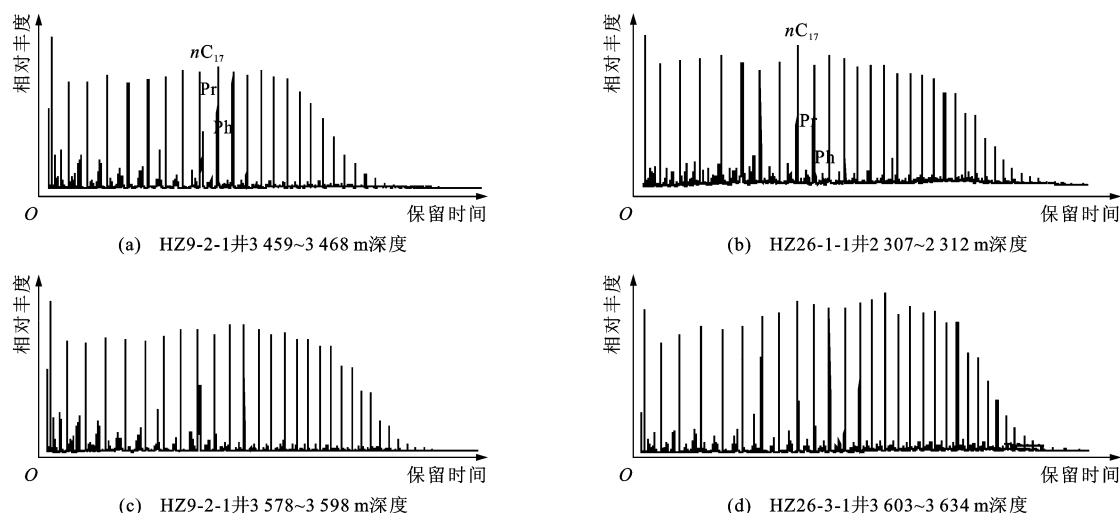 相对丰度
nC17
Pr
Ph
O
保留时间
(a) HZ9-2-1井3 459~3 468 m深度
相对丰度
nC17
Pr
Ph
O
保留时间
(b) HZ26-1-1井2 307~2 312 m深度
相对丰度
O
保留时间
(c) HZ9-2-1井3 578~3 598 m深度
相对丰度
O
保留时间
(d) HZ26-3-1井3 603~3 634 m深度